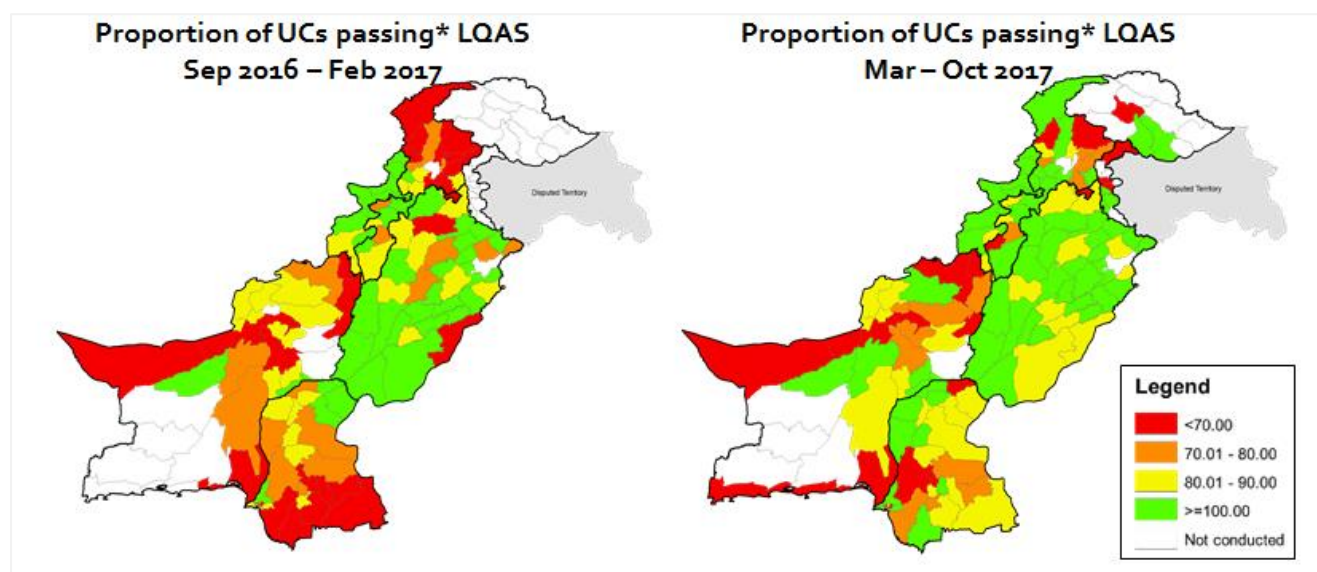 Proportion of UCs passing* LQAS
Sep 2016 – Feb 2017
Disputed Territory
Proportion of UCs passing* LQAS
Mar – Oct 2017
Disputed Territory
Legend
<70.00
70.01 - 80.00
80.01 - 90.00
>=100.00
Not conducted